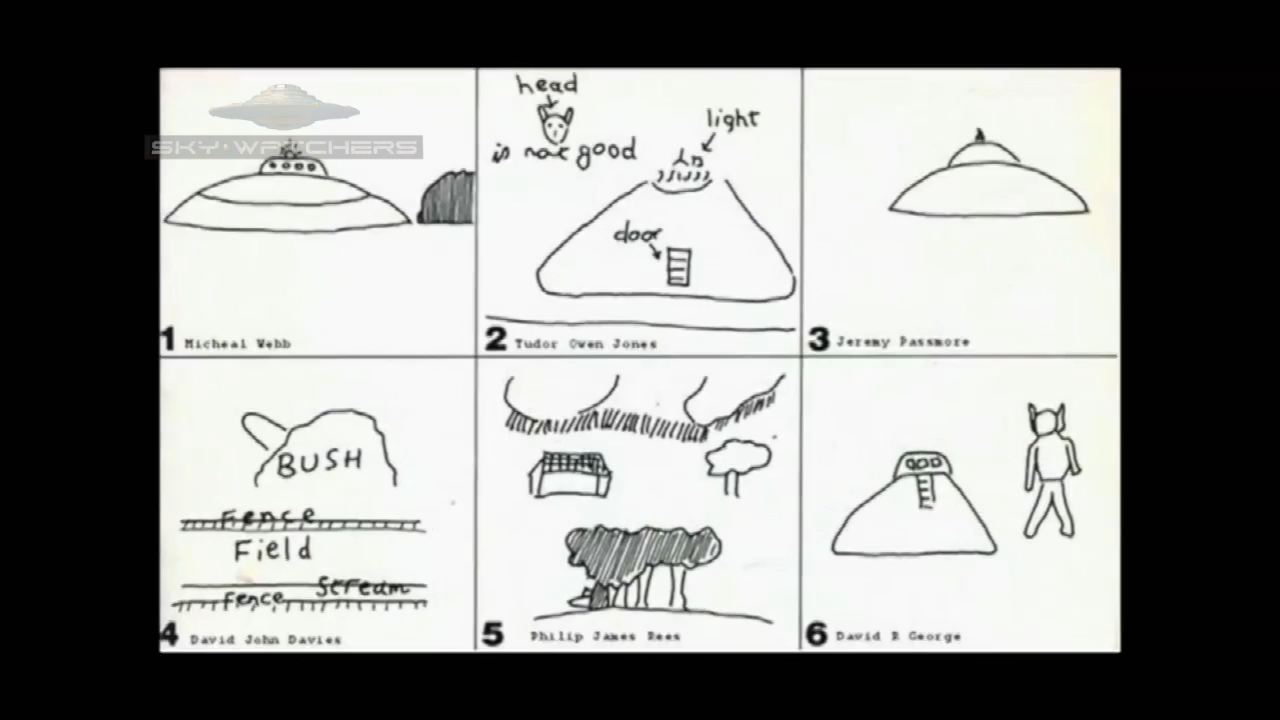 SKY·WATCHERS
1 Micheal Webb
head
is not good
light
door
2 Tudor Owen Jones
3 Jeremy Passmore
BUSH
Fence
Field
Stream
Fence
4 David John Davies
5 Philip James Rees
6 David R George